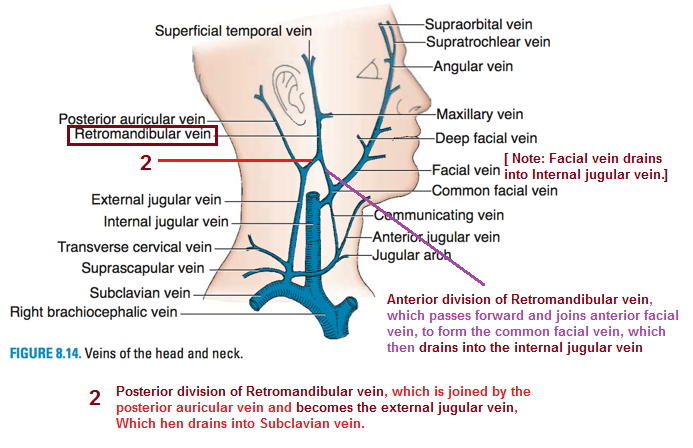 Superficial temporal vein
Supraorbital vein
Supratrochlear vein
Angular vein
Posterior auricular vein
Retromandibular vein
2
Maxillary vein
Deep facial vein
Facial vein
[ Note: Facial vein drains
into Internal jugular vein.]
Common facial vein
External jugular vein
Internal jugular vein
Communicating vein
Anterior jugular vein
Jugular arch
Transverse cervical vein
Suprascapular vein
Subclavian vein
Right brachiocephalic vein
Anterior division of Retromandibular vein,
which passes forward and joins anterior facial
vein, to form the common facial vein, which
then drains into the internal jugular vein
FIGURE 8.14. Veins of the head and neck.
2
Posterior division of Retromandibular vein, which is joined by the
posterior auricular vein and becomes the external jugular vein,
Which hen drains into Subclavian vein.